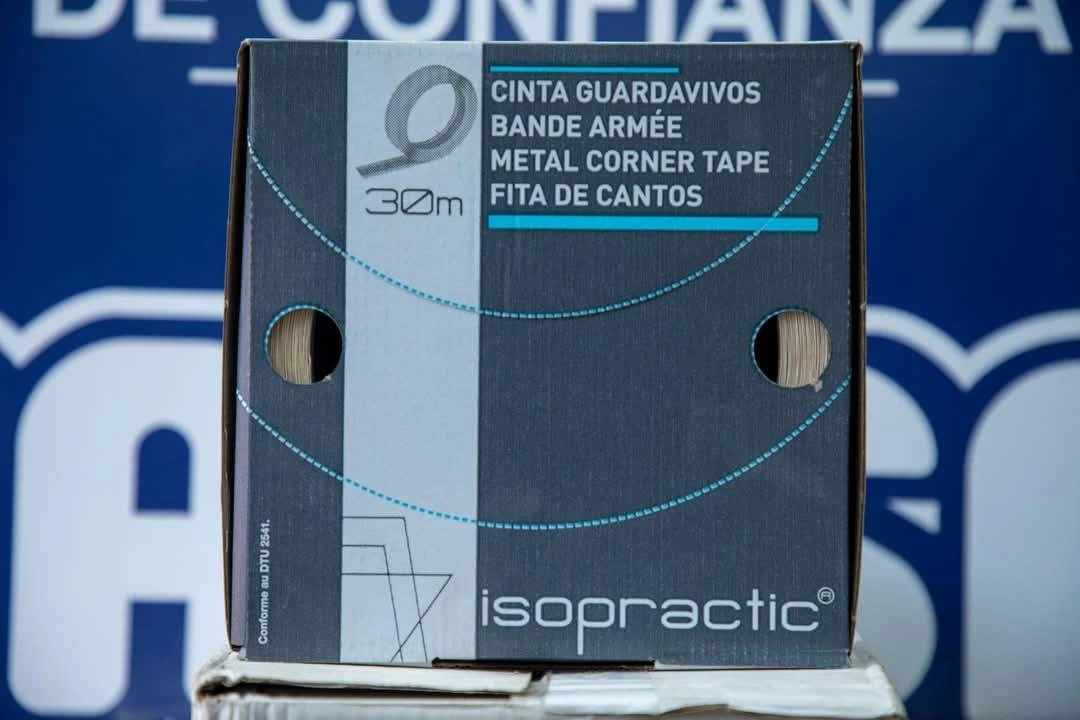 DE CONFIANZA
CINTA GUARDAVIVOS
BANDE ARMÉE
METAL CORNER TAPE
FITA DE CANTOS
30m
Conforme au DTU 2541.
isopractic®